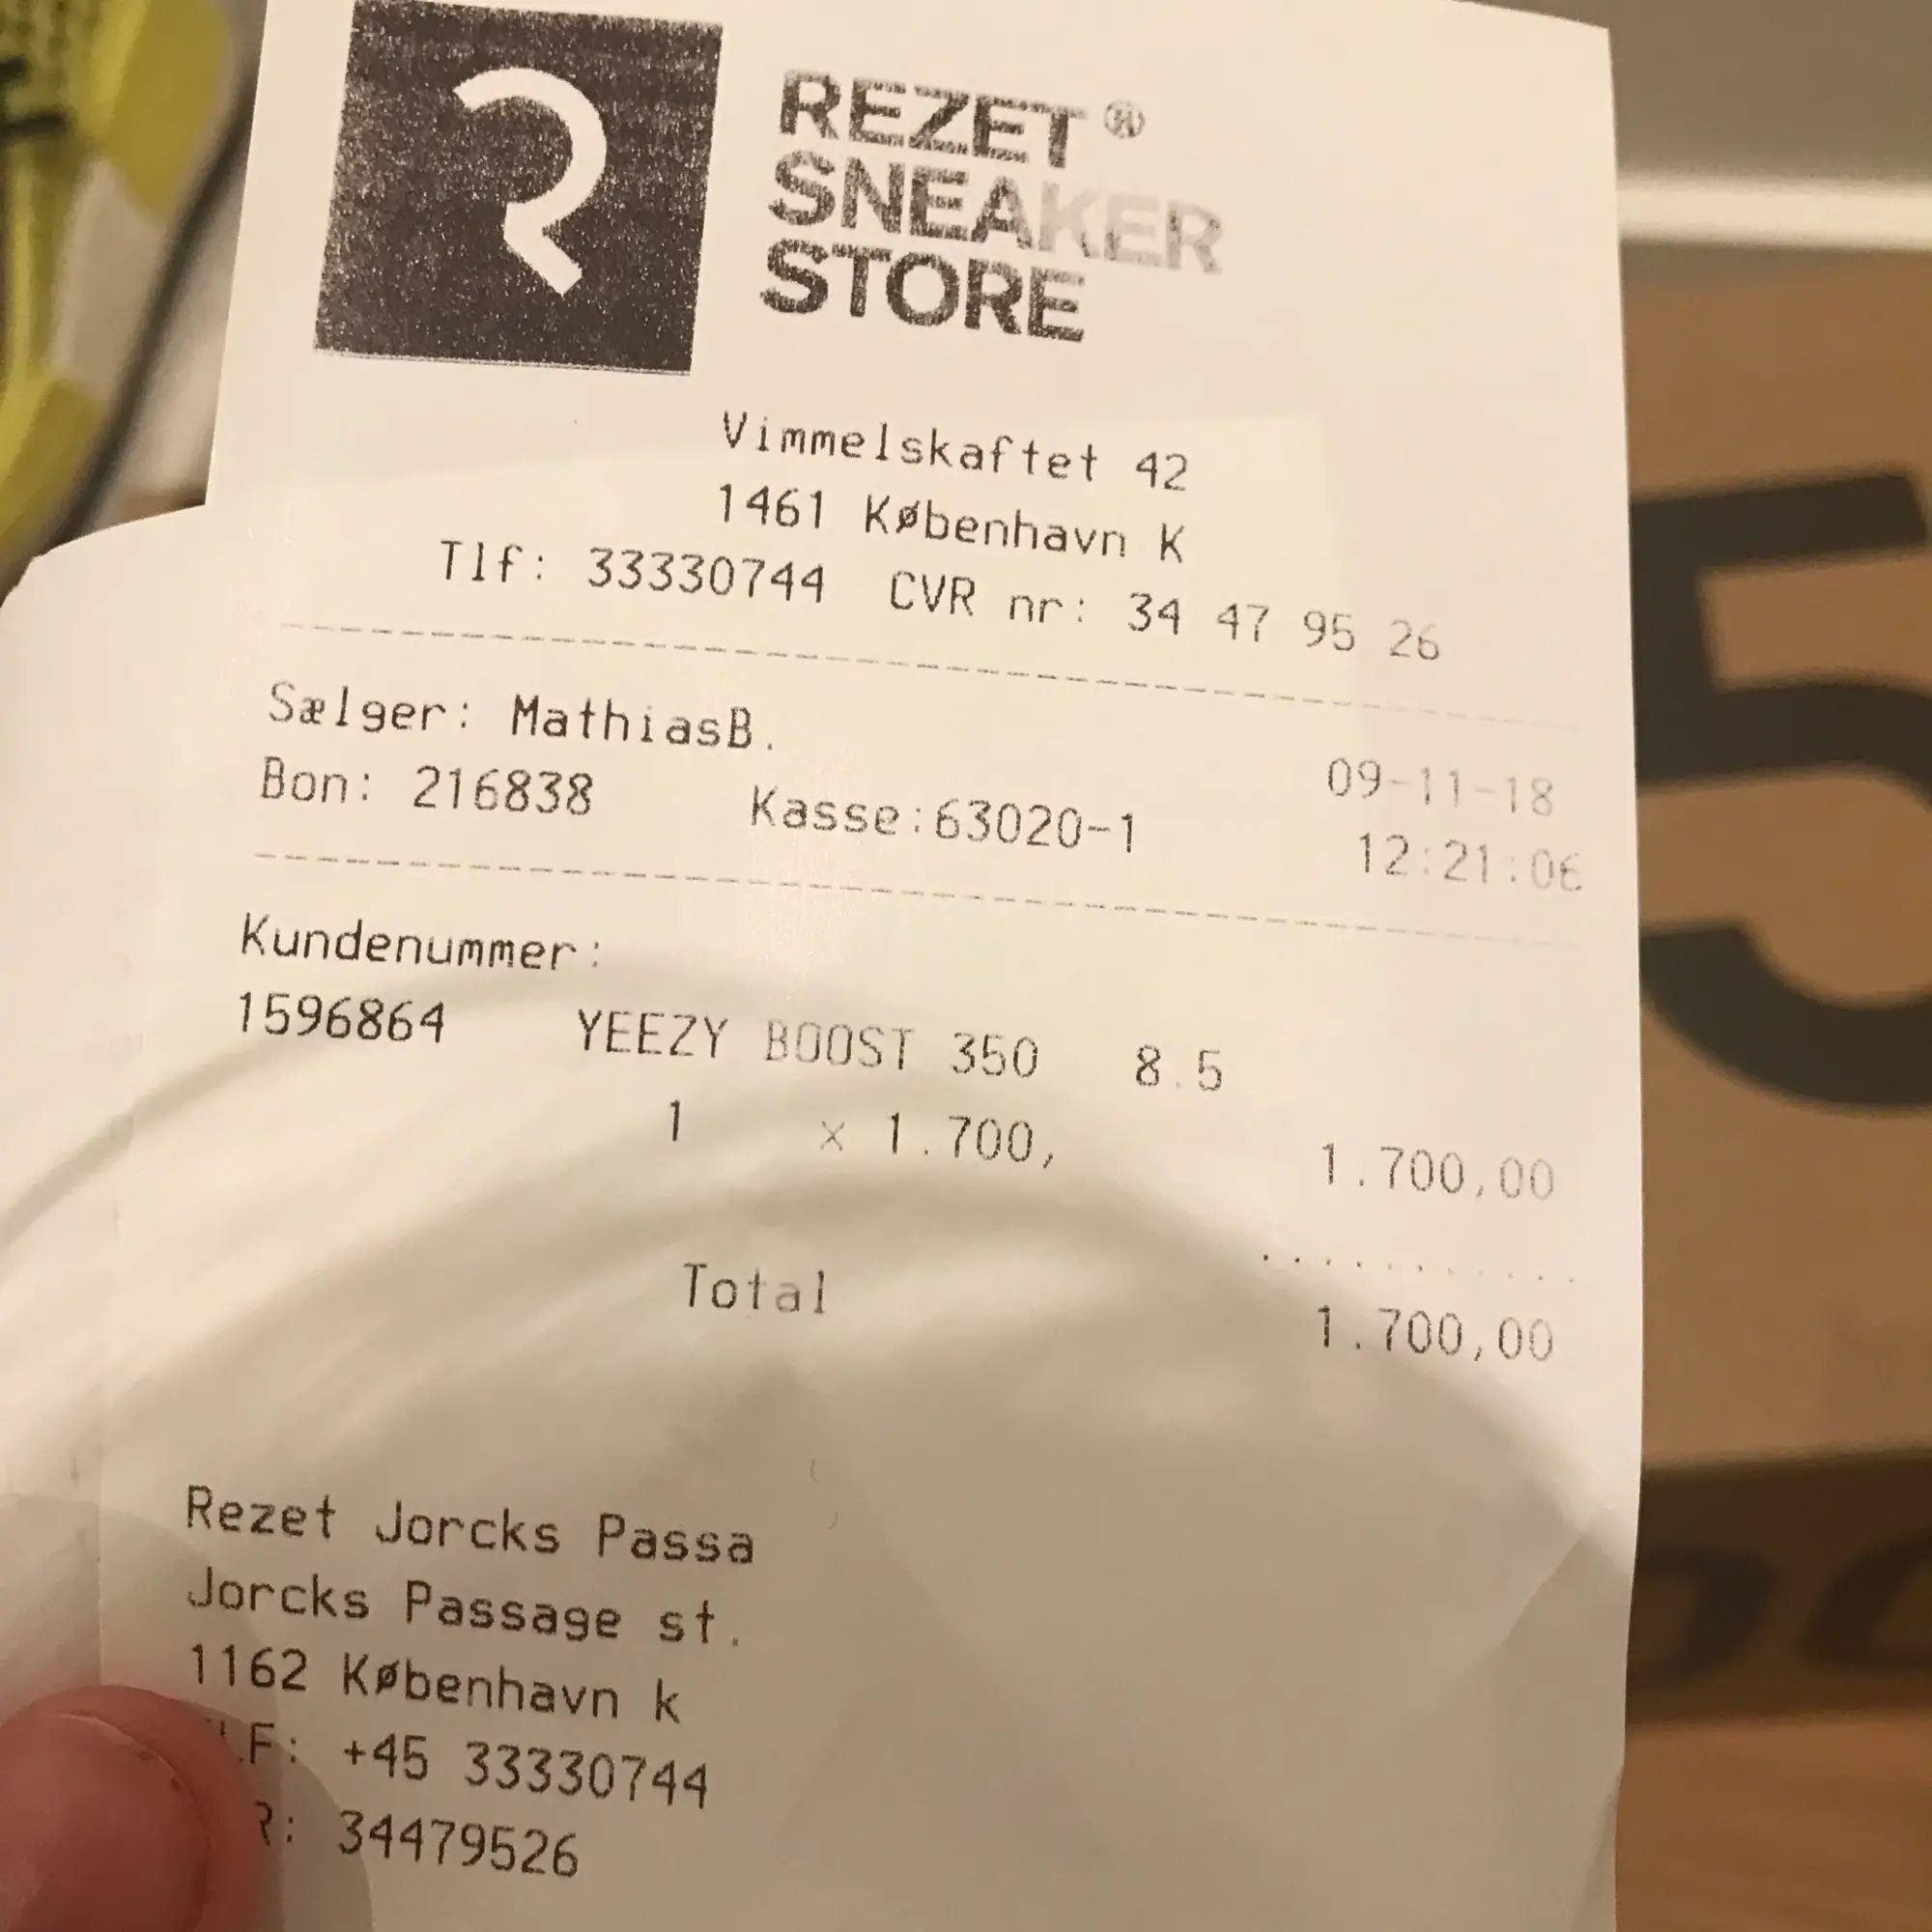 REZET ®
SNEAKER
STORE
Vimmelskaftet 42
1461 København K
Tlf: 33330744 CVR nr: 34 47 95 26
Sælger: MathiasB. 09-11-18
Bon: 216838 Kasse:63020-1 12:21:06
Kundenummer:
1596864 YEEZY BOOST 350 8.5
1 x 1.700, 1.700,00
Total 1.700,00
Rezet Jorcks Passa
Jorcks Passage st.
1162 København k
LF: +45 33330744
R: 34479526
5